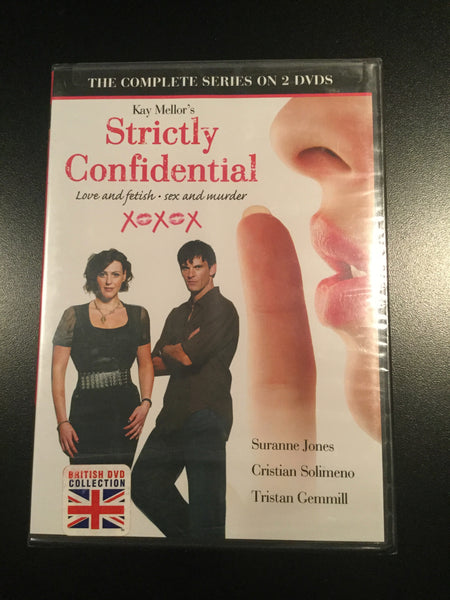 THE COMPLETE SERIES ON 2 DVDS
Kay Mellor's
Strictly
Confidential
Love and fetish • sex and murder
XOXOX
Suranne Jones
Cristian Solimeno
Tristan Gemmill
BRITISH DVD
COLLECTION